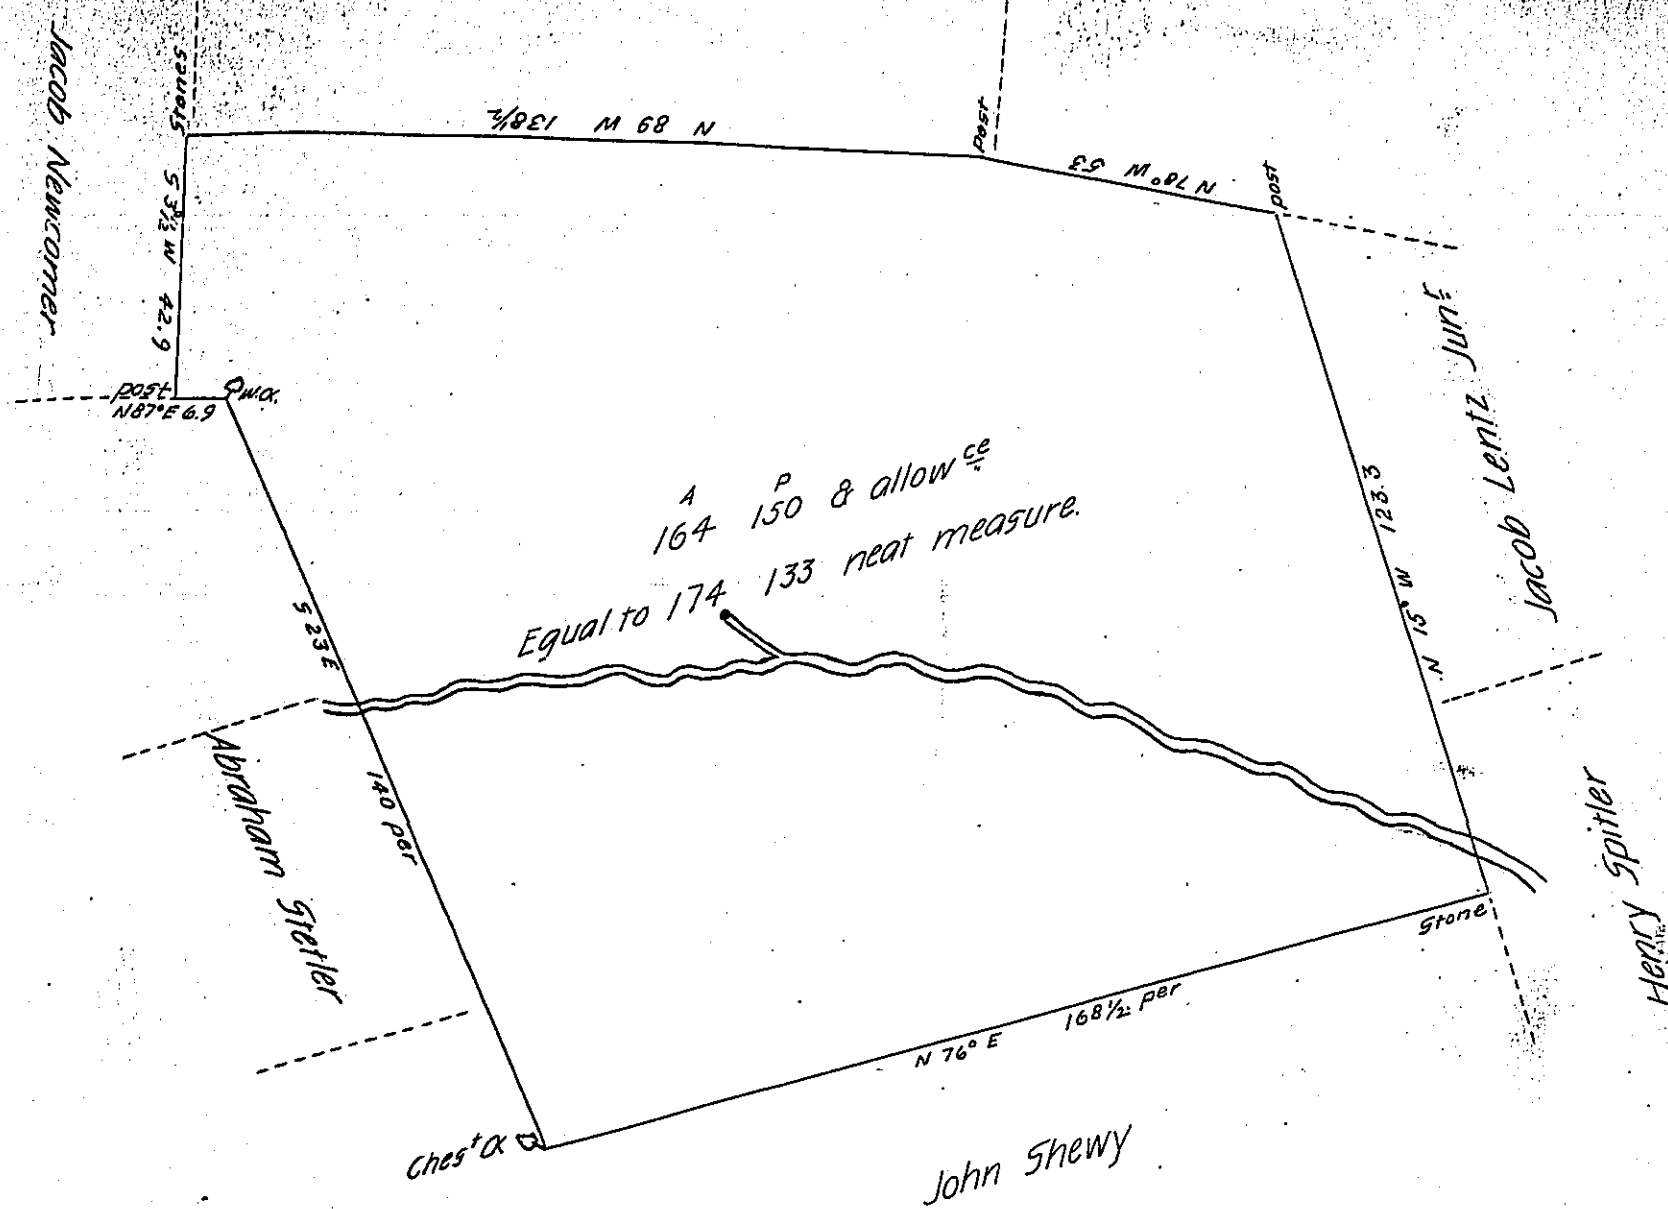 Jacob Newcomer
Stones
N 89 W 138½
post
N 78° W 53
post
S 3½ W 42.9
post
W.O.
N 87° E 6.9
Jacob Lentz Junr
A P
164 150 & allowce
Equal to 174 133 neat measure.
N 15° W 123.3
S 23 E
140 per
Abraham Stetler
Henry Spitler
Stone
N 76° E 168½ per
Chest O
John Shewy